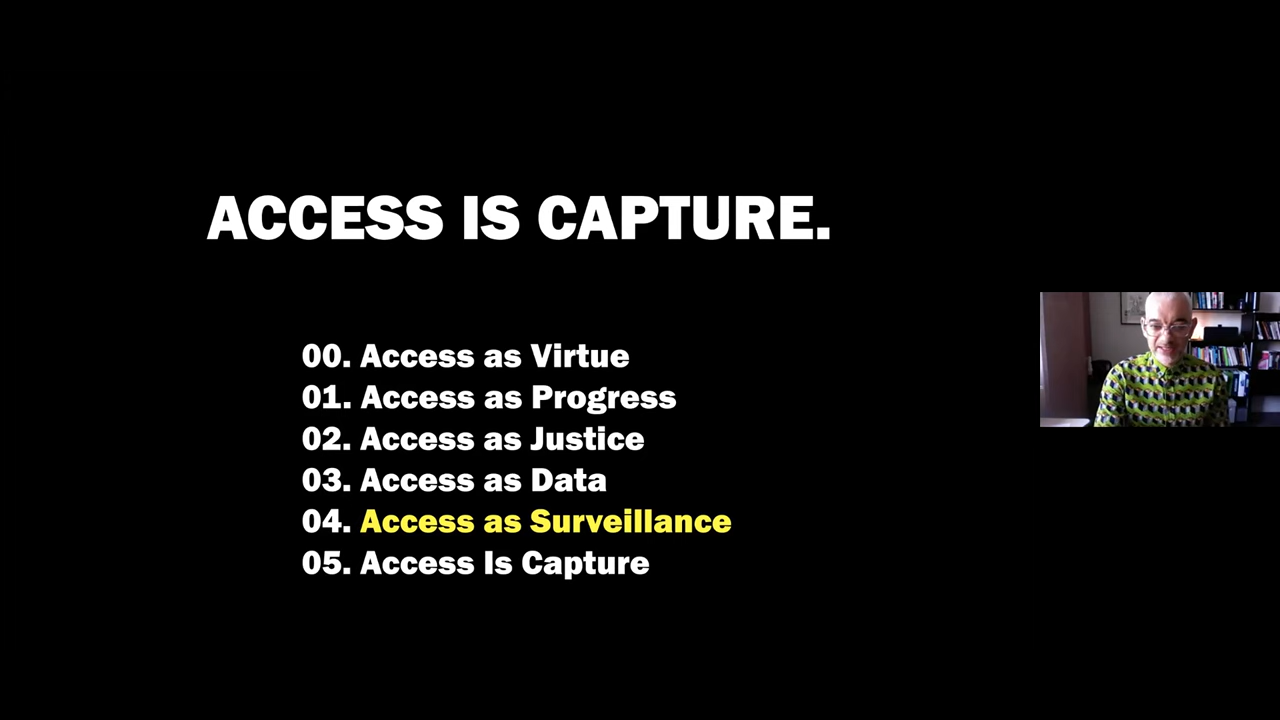 ACCESS IS CAPTURE.
00. Access as Virtue
01. Access as Progress
02. Access as Justice
03. Access as Data
04. Access as Surveillance
05. Access Is Capture